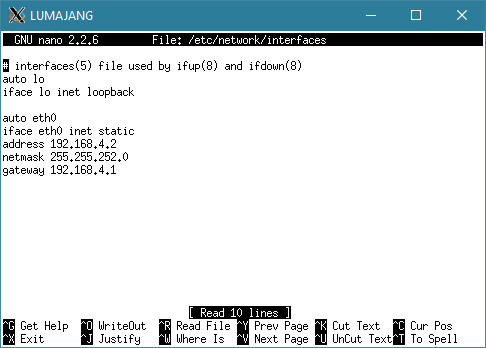 LUMAJANG
GNU nano 2.2.6 File: /etc/network/interfaces
# interfaces(5) file used by ifup(8) and ifdown(8)
auto lo
iface lo inet loopback
auto eth0
iface eth0 inet static
address 192.168.4.2
netmask 255.255.252.0
gateway 192.168.4.1
[ Read 10 lines ]
^G Get Help ^O WriteOut ^R Read File ^Y Prev Page ^K Cut Text ^C Cur Pos
^X Exit ^J Justify ^W Where Is ^V Next Page ^U UnCut Text ^T To Spell